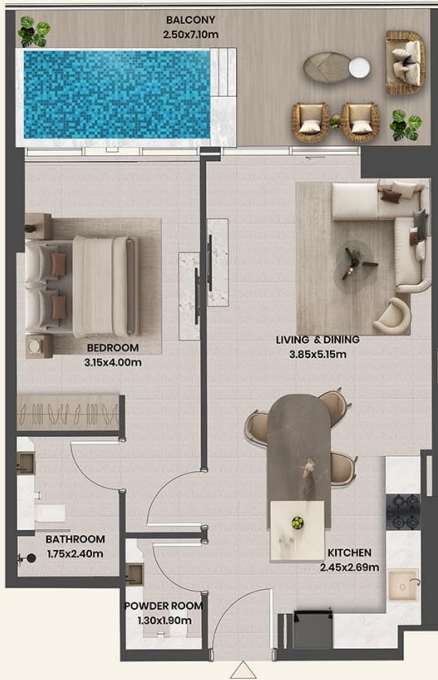 BALCONY
2.50x7.10m
BEDROOM
3.15x4.00m
LIVING & DINING
3.85x5.15m
BATHROOM
1.75x2.40m
KITCHEN
2.45x2.69m
POWDER ROOM
1.30x1.90m